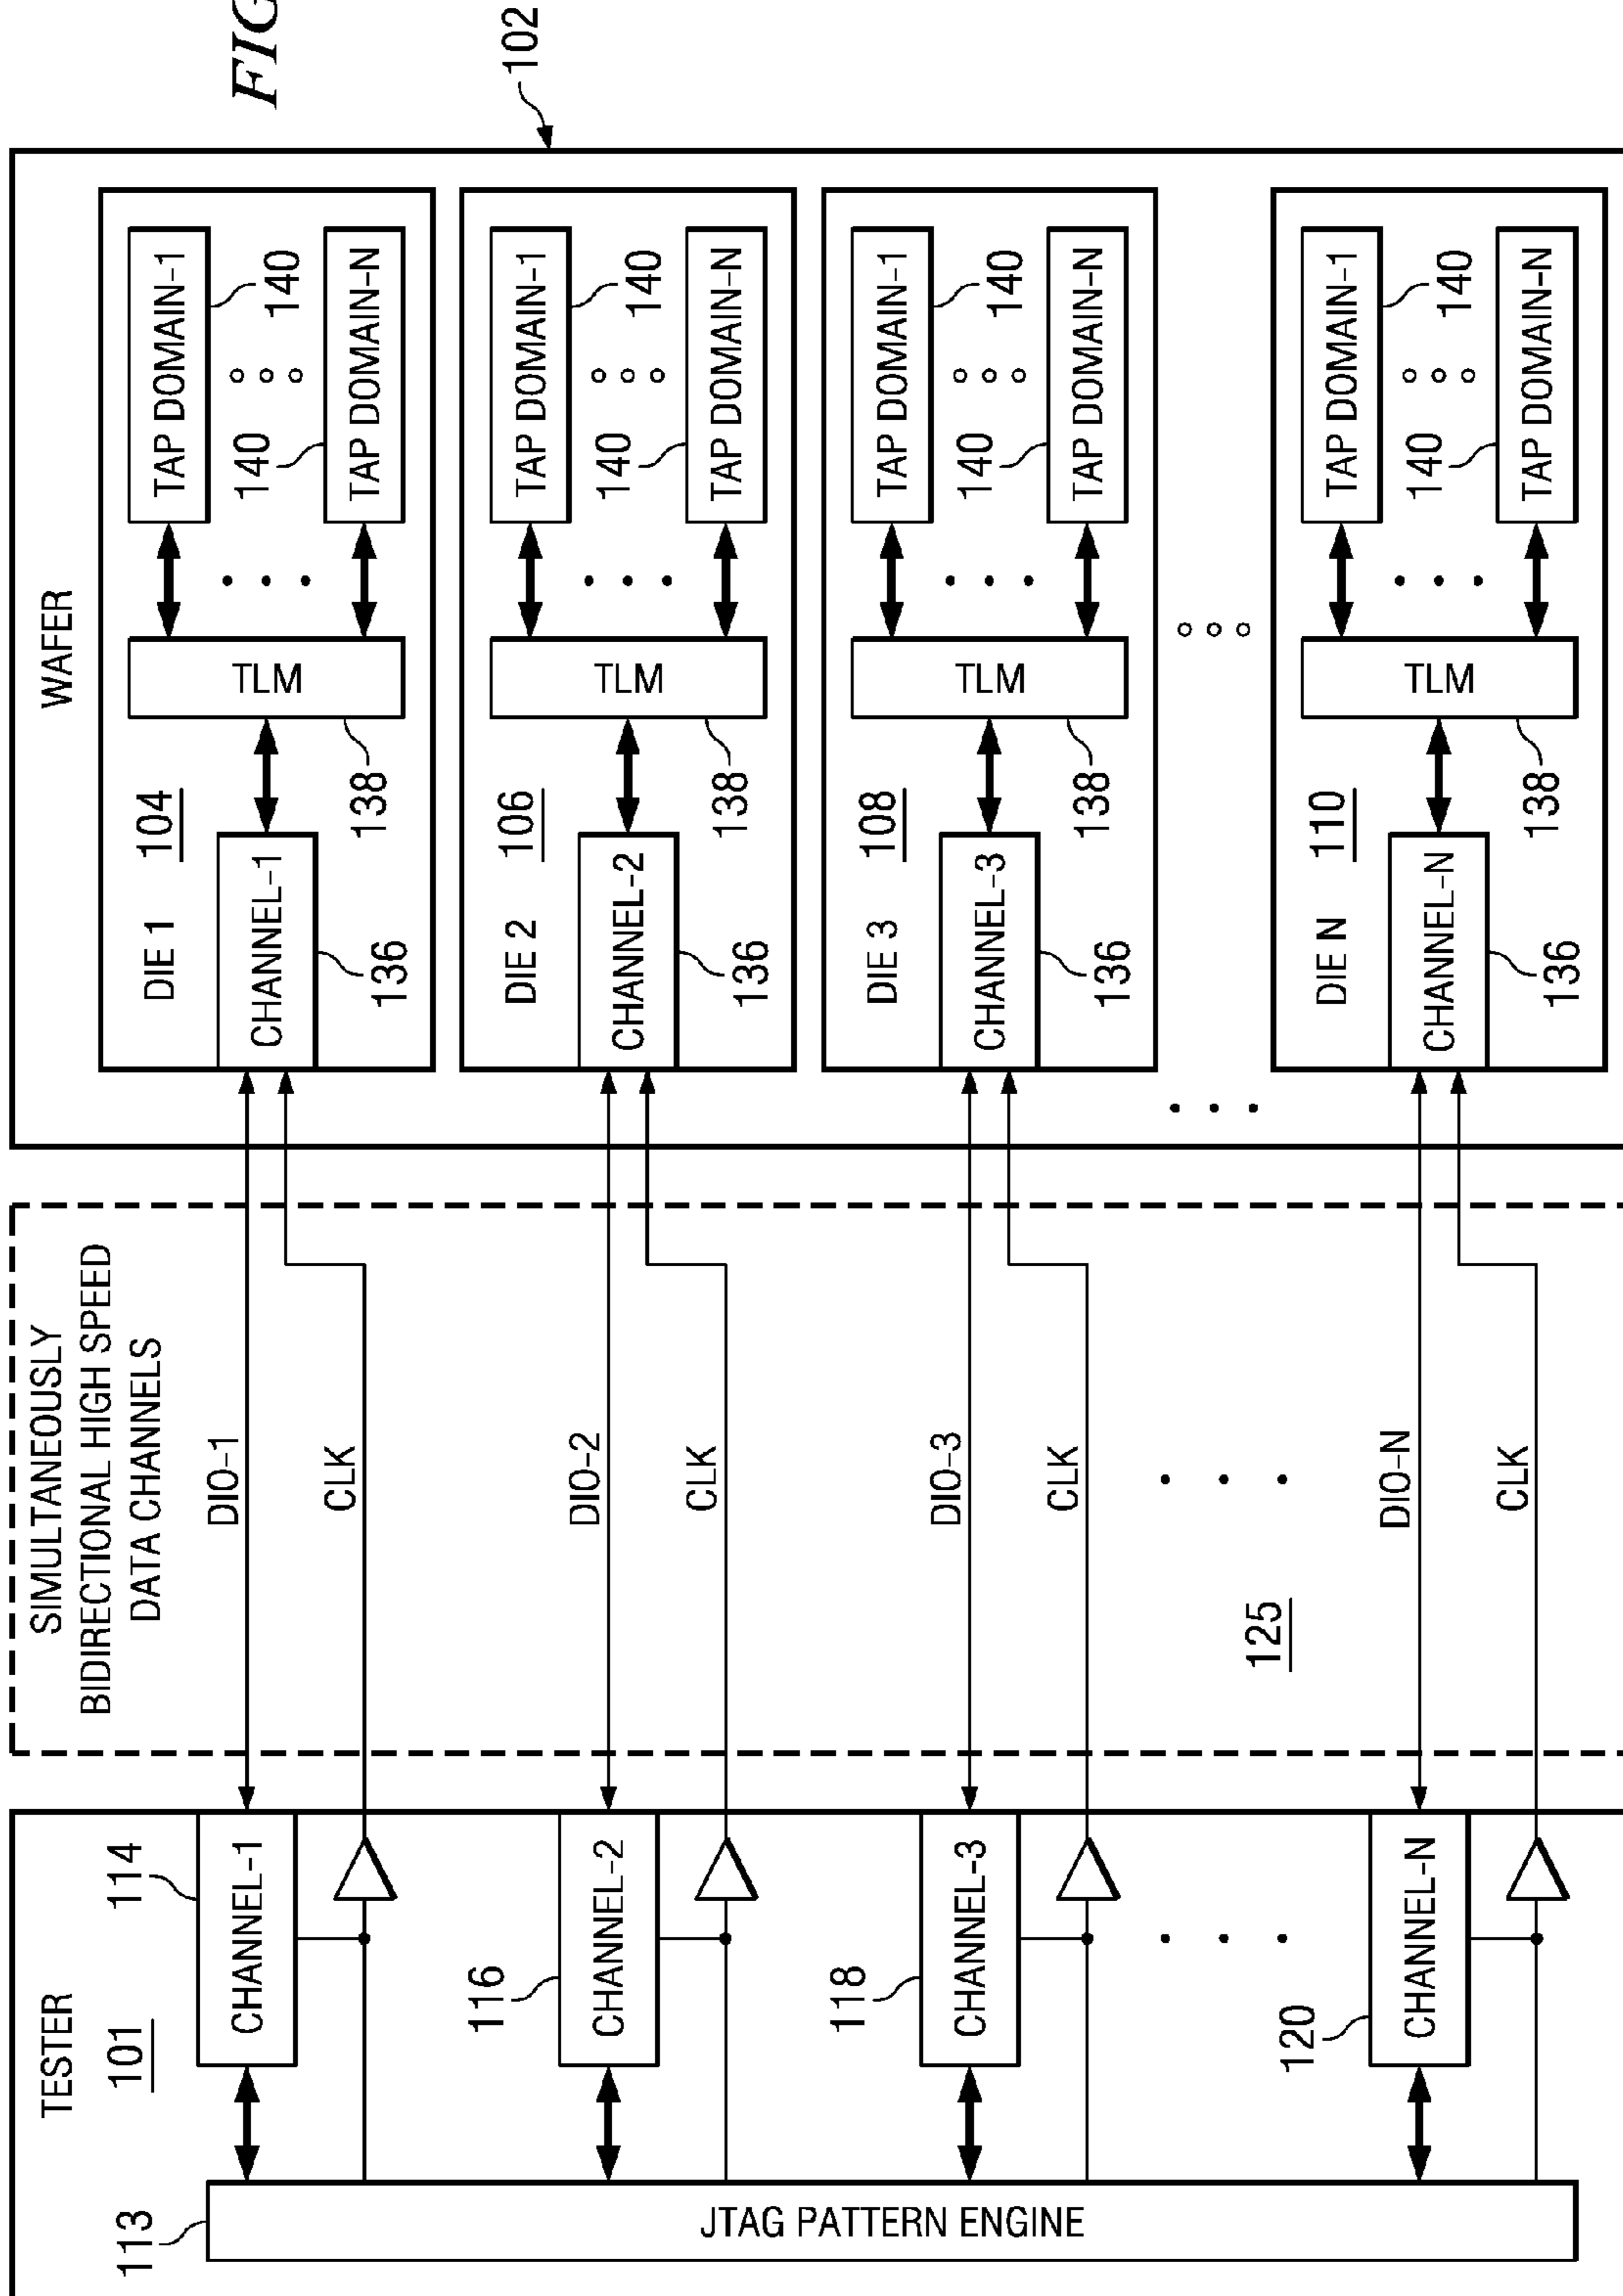 FIG
TESTER
101
113
JTAG PATTERN ENGINE
114
CHANNEL-1
116
CHANNEL-2
118
CHANNEL-3
120
CHANNEL-N
SIMULTANEOUSLY
BIDIRECTIONAL HIGH SPEED
DATA CHANNELS
DIO-1
CLK
DIO-2
CLK
DIO-3
CLK
DIO-N
CLK
125
WAFER
102
DIE 1
104
CHANNEL-1
136
TLM
138
TAP DOMAIN-1
140
140
TAP DOMAIN-N
DIE 2
106
CHANNEL-2
136
TLM
138
TAP DOMAIN-1
140
140
TAP DOMAIN-N
DIE 3
108
CHANNEL-3
136
TLM
138
TAP DOMAIN-1
140
140
TAP DOMAIN-N
DIE N
110
CHANNEL-N
136
TLM
138
TAP DOMAIN-1
140
140
TAP DOMAIN-N